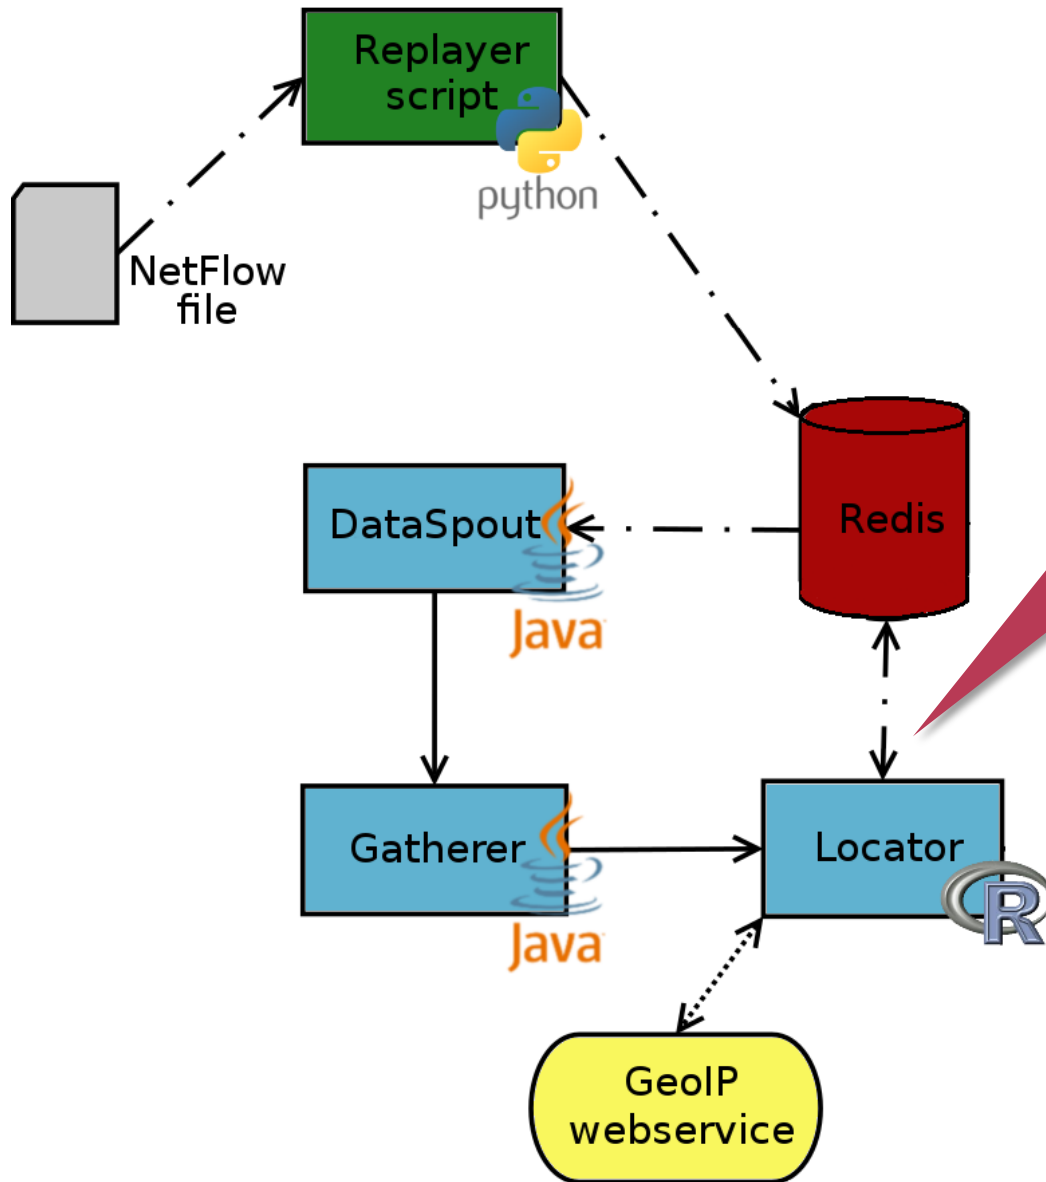 Replayer
script
python
NetFlow
file
Redis
DataSpout
Java
Gatherer
Java
Locator
R
GeoIP
webservice